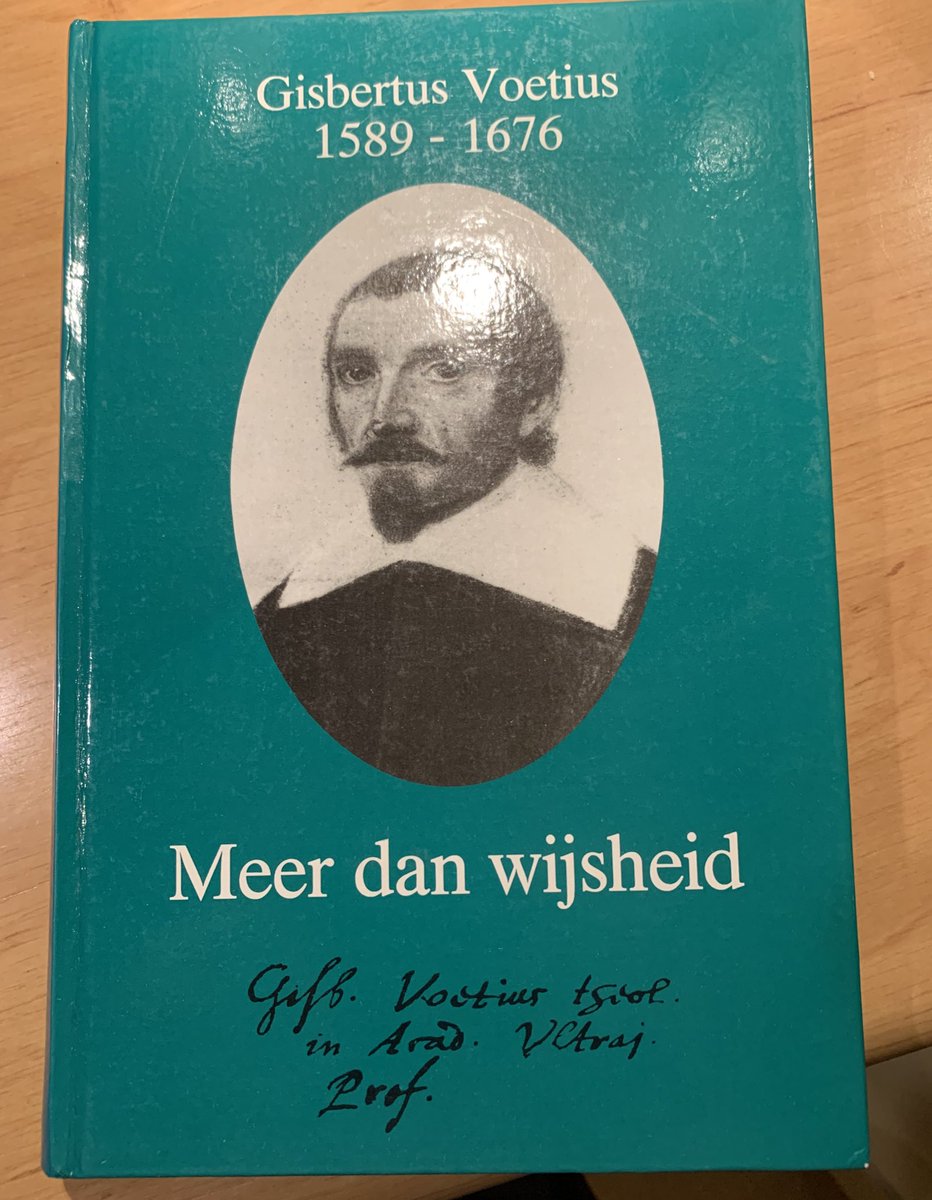 Gisbertus Voetius
1589 - 1676
Meer dan wijsheid
Gisb. Voetius theol.
in Acad. Ultraj.
Prof.